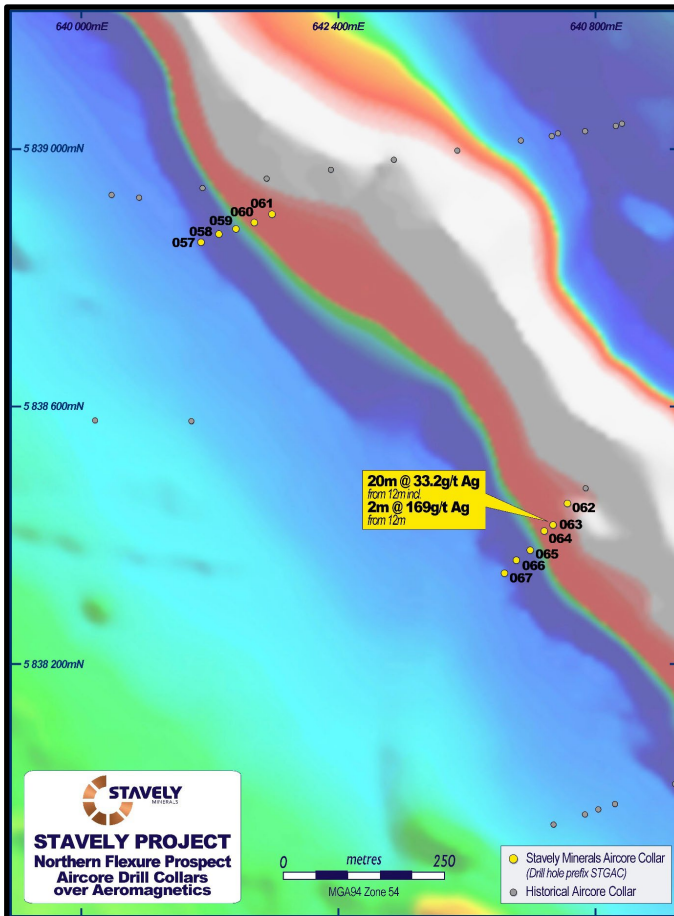 640 000mE
642 400mE
640 800mE
5 839 000mN
061
060
059
058
057
5 838 600mN
20m @ 33.2g/t Ag
from 12m incl.
2m @ 169g/t Ag
from 12m
062
063
064
065
066
067
5 838 200mN
STAVELY
MINERALS
STAVELY PROJECT
Northern Flexure Prospect
Aircore Drill Collars
over Aeromagnetics
0 metres 250
MGA94 Zone 54
Stavely Minerals Aircore Collar
(Drill hole prefix STGAC)
Historical Aircore Collar